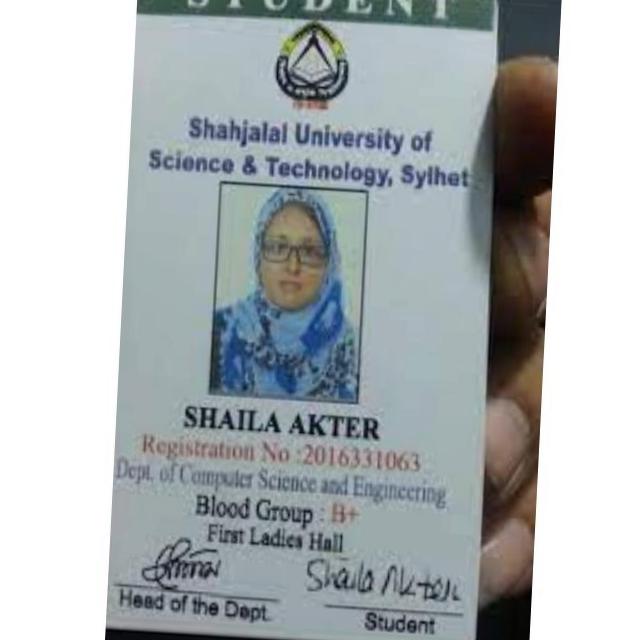 STUDENT
Shahjalal University of
Science & Technology, Sylhet
SHAILA AKTER
Registration No :2016331063
Dept. of Computer Science and Engineering
Blood Group : B+
First Ladies Hall
Shaila Akter
Head of the Dept.
Student